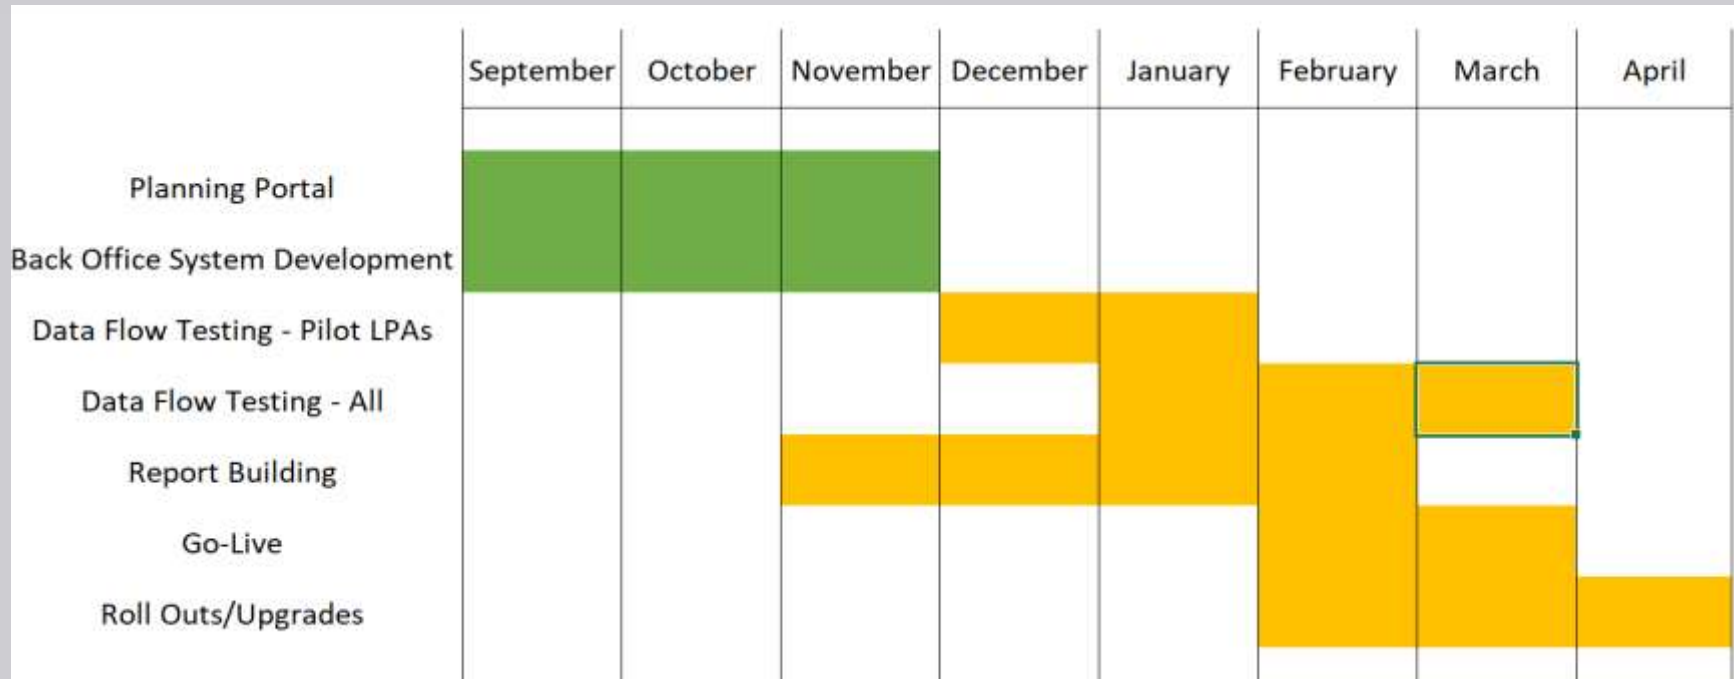 September October November December January February March April
Planning Portal
Back Office System Development
Data Flow Testing - Pilot LPAs
Data Flow Testing - All
Report Building
Go-Live
Roll Outs/Upgrades